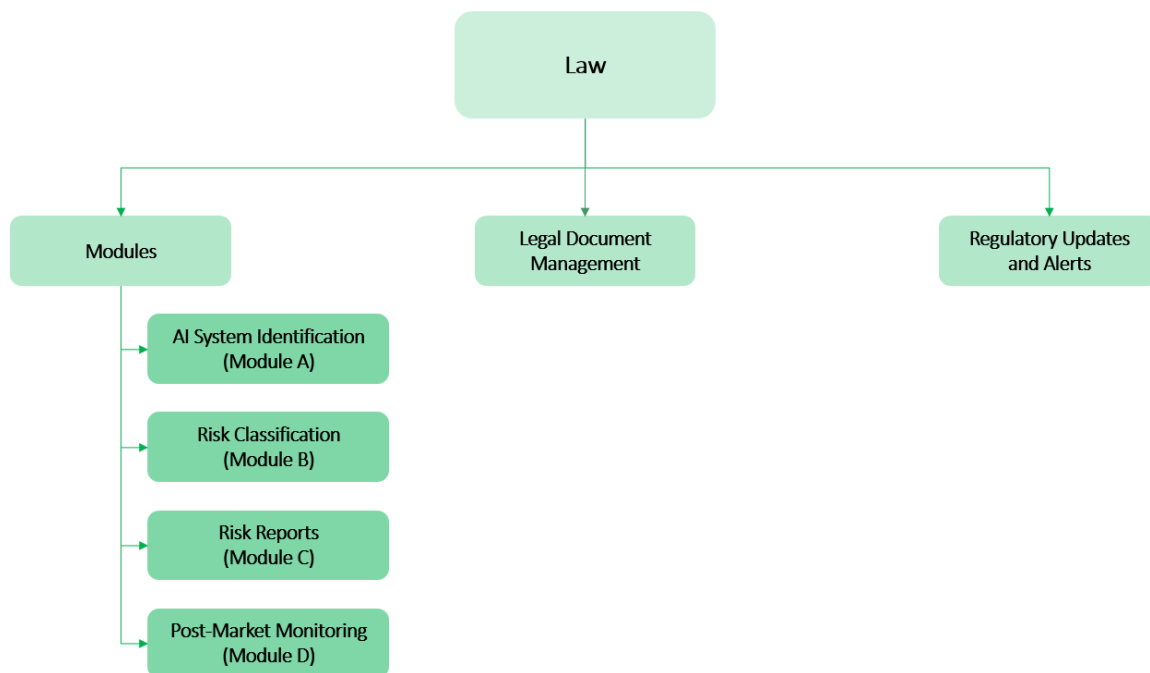 Law
Modules
Legal Document
Management
Regulatory Updates
and Alerts
AI System Identification
(Module A)
Risk Classification
(Module B)
Risk Reports
(Module C)
Post-Market Monitoring
(Module D)